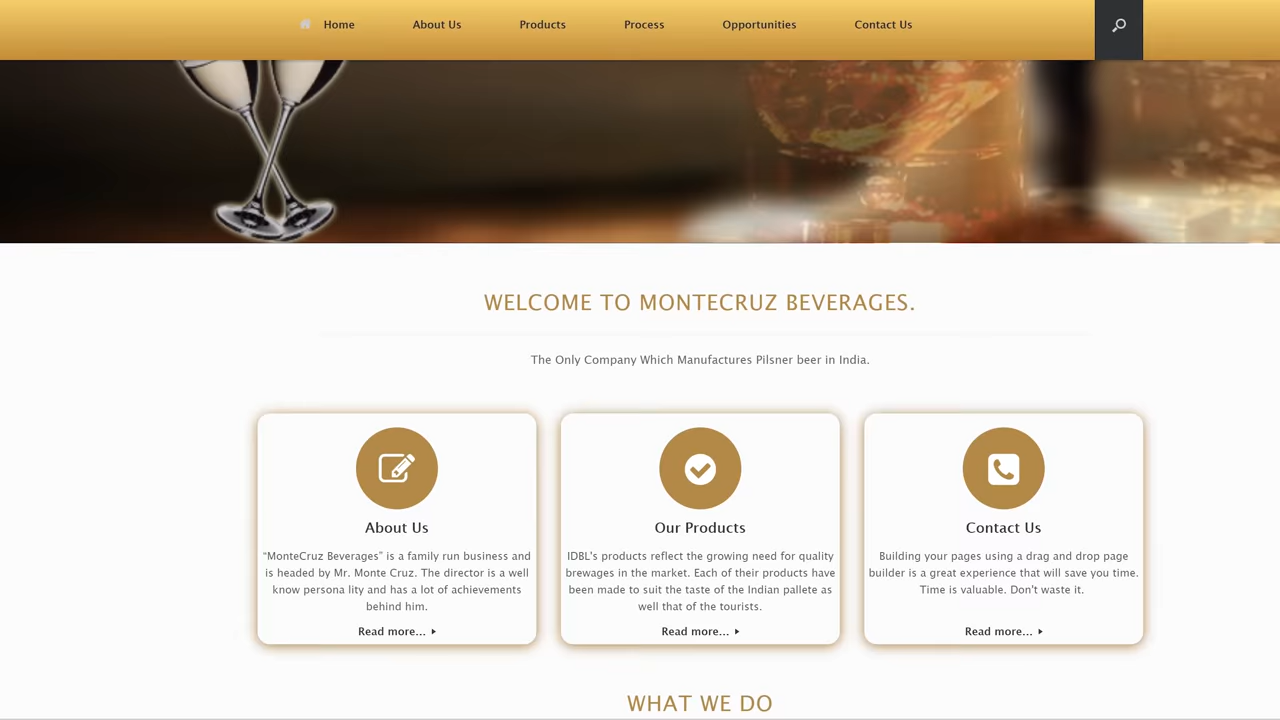 Home About Us Products Process Opportunities Contact Us
WELCOME TO MONTECRUZ BEVERAGES.
The Only Company Which Manufactures Pilsner beer in India.
About Us
“MonteCruz Beverages” is a family run business and
is headed by Mr. Monte Cruz. The director is a well
know persona lity and has a lot of achievements
behind him.
Read more...
Our Products
IDBL's products reflect the growing need for quality
brewages in the market. Each of their products have
been made to suit the taste of the Indian pallete as
well that of the tourists.
Read more...
Contact Us
Building your pages using a drag and drop page
builder is a great experience that will save you time.
Time is valuable. Don't waste it.
Read more...
WHAT WE DO